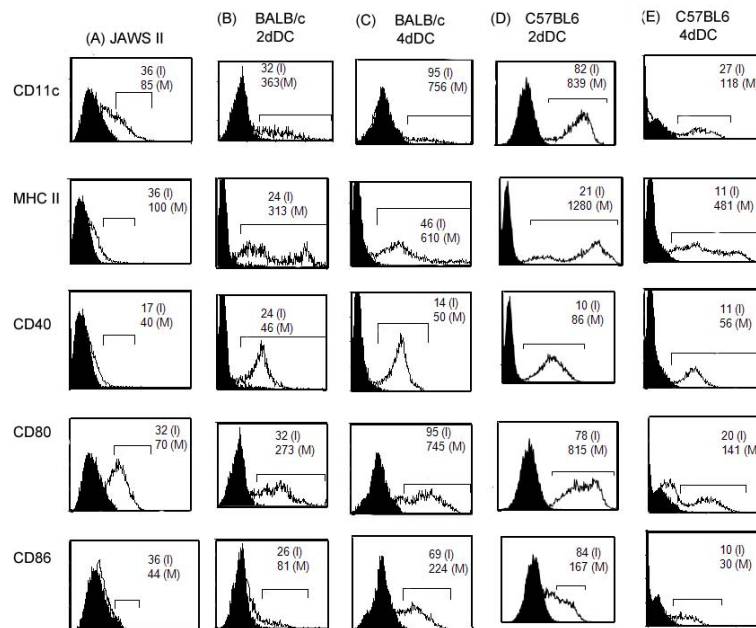 (A) JAWS II
(B) BALB/c
2dDC
(C) BALB/c
4dDC
(D) C57BL6
2dDC
(E) C57BL6
4dDC
CD11c
36 (I)
85 (M)
32 (I)
363(M)
95 (I)
756 (M)
82 (I)
839 (M)
27 (I)
118 (M)
MHC II
36 (I)
100 (M)
24 (I)
313 (M)
46 (I)
610 (M)
21 (I)
1280 (M)
11 (I)
481 (M)
CD40
17 (I)
40 (M)
24 (I)
46 (M)
14 (I)
50 (M)
10 (I)
86 (M)
11 (I)
56 (M)
CD80
32 (I)
70 (M)
32 (I)
273 (M)
95 (I)
745 (M)
78 (I)
815 (M)
20 (I)
141 (M)
CD86
36 (I)
44 (M)
26 (I)
81 (M)
69 (I)
224 (M)
84 (I)
167 (M)
10 (I)
30 (M)